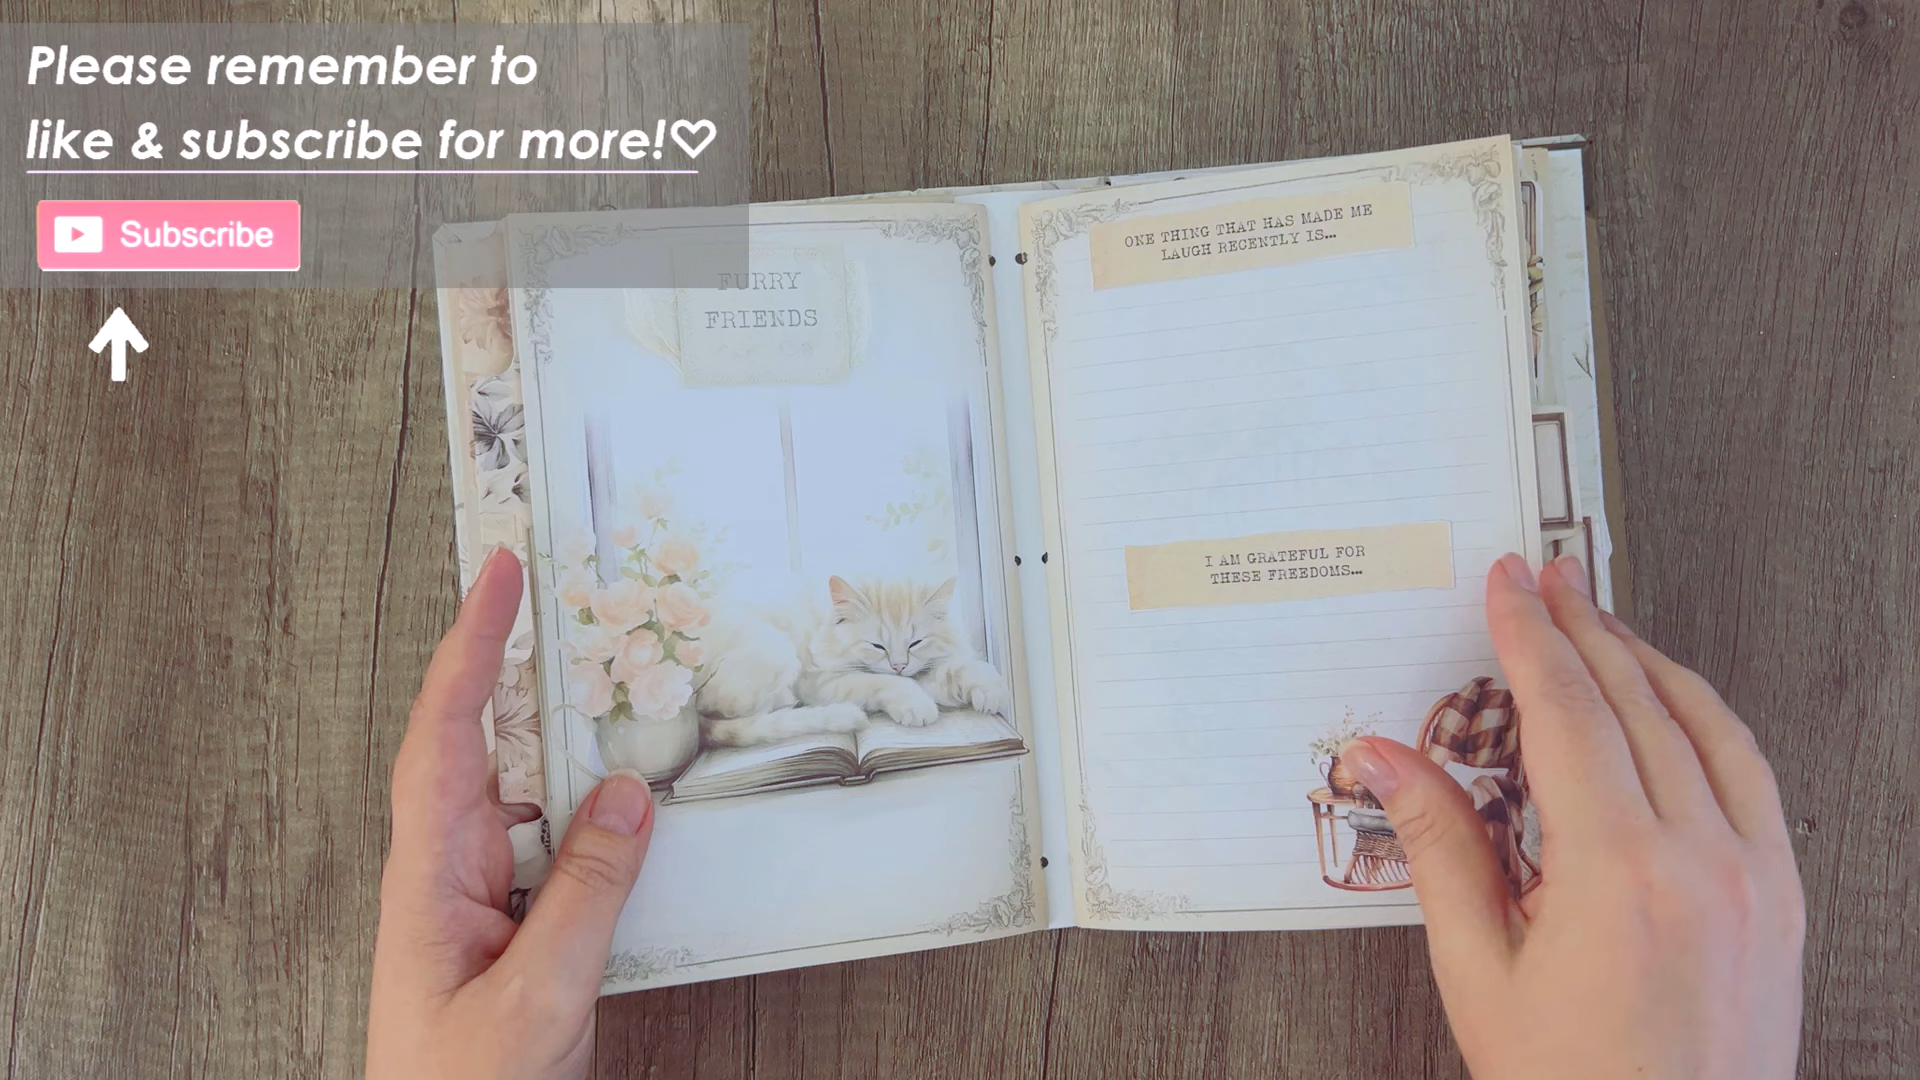 Please remember to
like & subscribe for more!♡
Subscribe
FURRY
FRIENDS
ONE THING THAT HAS MADE ME
LAUGH RECENTLY IS...
I AM GRATEFUL FOR
THESE FREEDOMS...